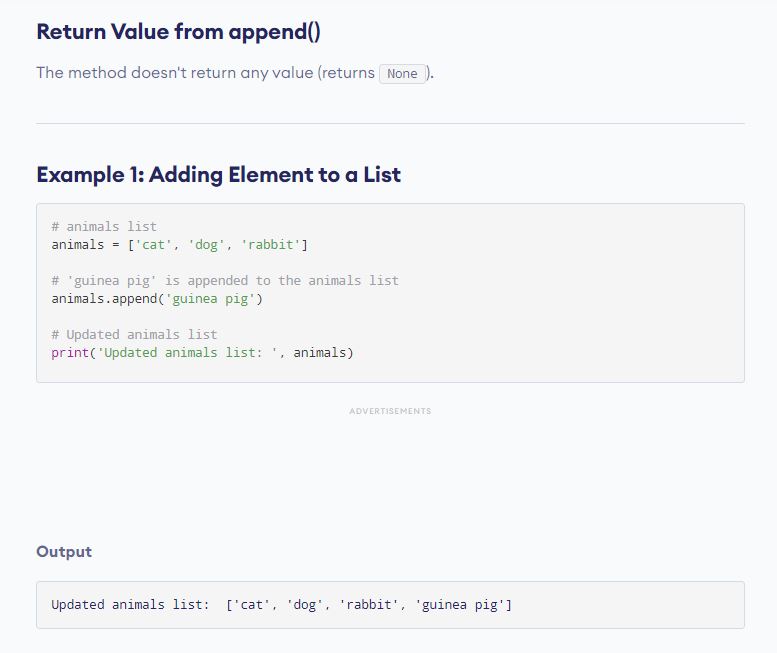 Return Value from append()
The method doesn't return any value (returns None).
Example 1: Adding Element to a List
# animals list
animals = ['cat', 'dog', 'rabbit']
# 'guinea pig' is appended to the animals list
animals.append('guinea pig')
# Updated animals list
print('Updated animals list: ', animals)
ADVERTISEMENTS
Output
Updated animals list:  ['cat', 'dog', 'rabbit', 'guinea pig']